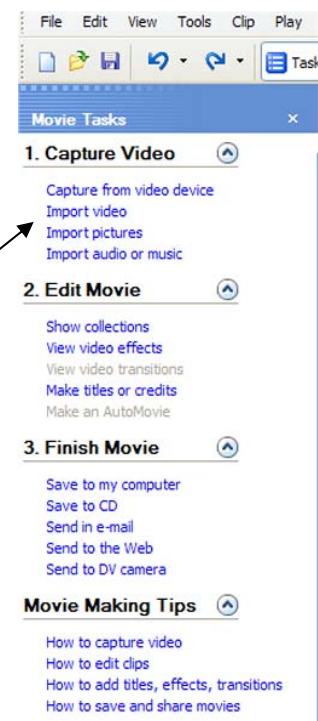 File Edit View Tools Clip Play
Task
Movie Tasks
1. Capture Video
Capture from video device
Import video
Import pictures
Import audio or music
2. Edit Movie
Show collections
View video effects
View video transitions
Make titles or credits
Make an AutoMovie
3. Finish Movie
Save to my computer
Save to CD
Send in e-mail
Send to the Web
Send to DV camera
Movie Making Tips
How to capture video
How to edit clips
How to add titles, effects, transitions
How to save and share movies